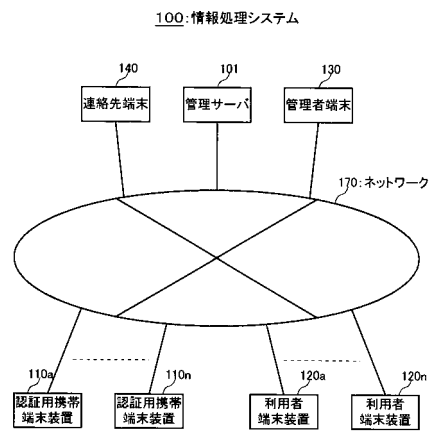 100:情報処理システム
140
101
130
連絡先端末
管理サーバ
管理者端末
170:ネットワーク
110a
110n
120a
120n
認証用携帯
端末装置
認証用携帯
端末装置
利用者
端末装置
利用者
端末装置